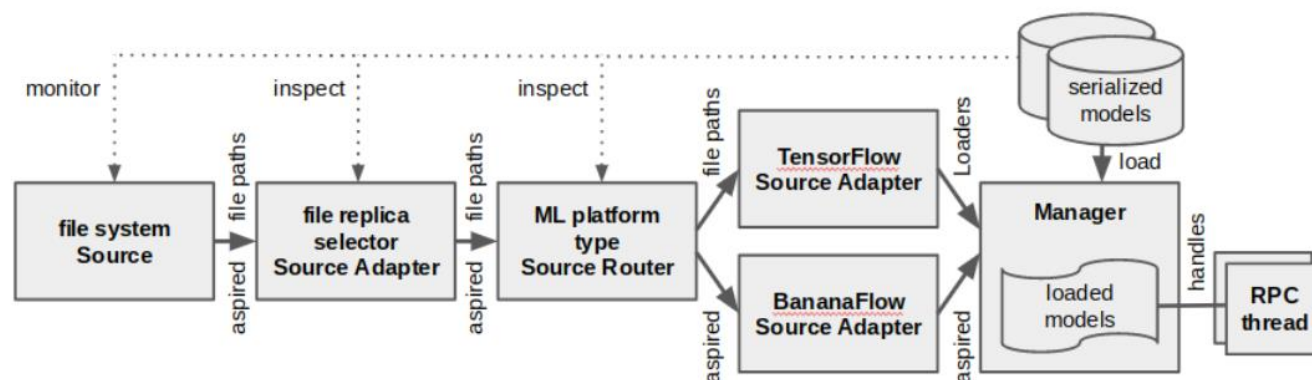 monitor
inspect
inspect
serialized
models
load
file system
Source
aspired file paths
file replica
selector
Source Adapter
aspired file paths
ML platform
type
Source Router
aspired file paths
TensorFlow
Source Adapter
BananaFlow
Source Adapter
aspired Loaders
Manager
loaded
models
handles
RPC
thread